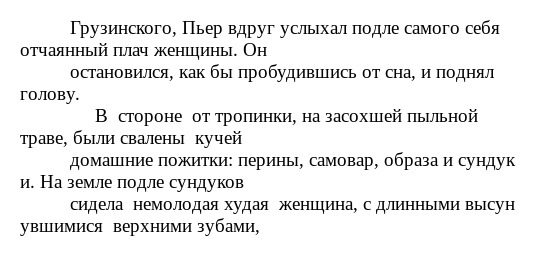 Грузинского, Пьер вдруг услыхал подле самого себя
отчаянный плач женщины. Он
остановился, как бы пробудившись от сна, и поднял
голову.
В  стороне  от тропинки, на засохшей пыльной
траве, были свалены  кучей
домашние пожитки: перины, самовар, образа и сундук
и. На земле подле сундуков
сидела  немолодая худая  женщина, с длинными высун
увшимися  верхними зубами,